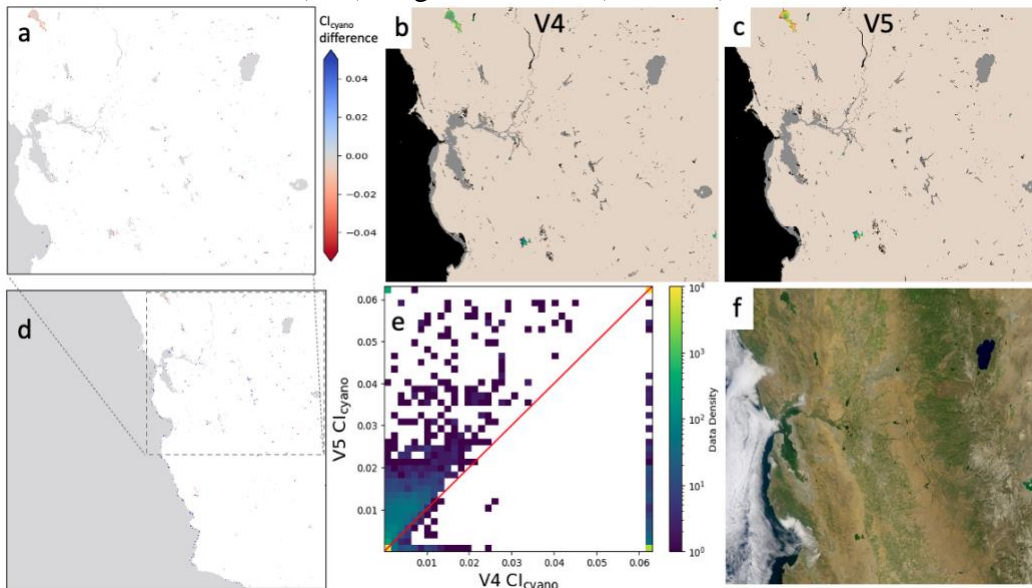 a
CIcyano
difference
0.04
0.02
0.00
−0.02
−0.04
b
V4
c
V5
d
e
V5 CIcyano
0.06
0.05
0.04
0.03
0.02
0.01
0.01 0.02 0.03 0.04 0.05 0.06
V4 CIcyano
10⁴
10³
10²
10¹
10⁰
Data Density
f